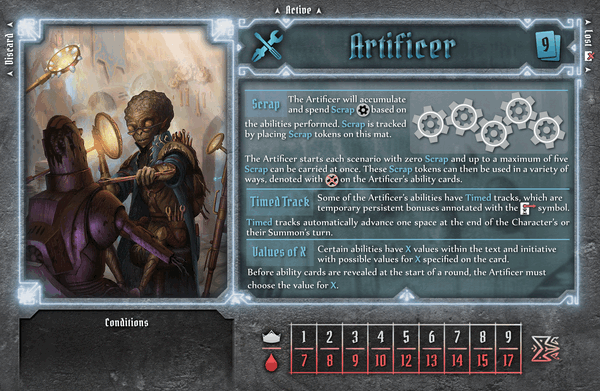 Active
Discard
Lost
Artificer
9
Scrap The Artificer will accumulate
and spend Scrap based on
the abilities performed. Scrap is tracked
by placing Scrap tokens on this mat.
The Artificer starts each scenario with zero Scrap and up to a maximum of five
Scrap can be carried at once. These Scrap tokens can then be used in a variety of
ways, denoted with on the Artificer's ability cards.
Timed Track Some of the Artificer's abilities have Timed tracks, which are
temporary persistent bonuses annotated with the symbol.
Timed tracks automatically advance one space at the end of the Character's or
their Summon's turn.
Values of X Certain abilities have X values within the text and initiative
with possible values for X specified on the card.
Before ability cards are revealed at the start of a round, the Artificer must
choose the value for X.
Conditions
1 2 3 4 5 6 7 8 9
7 8 9 10 12 13 14 15 17